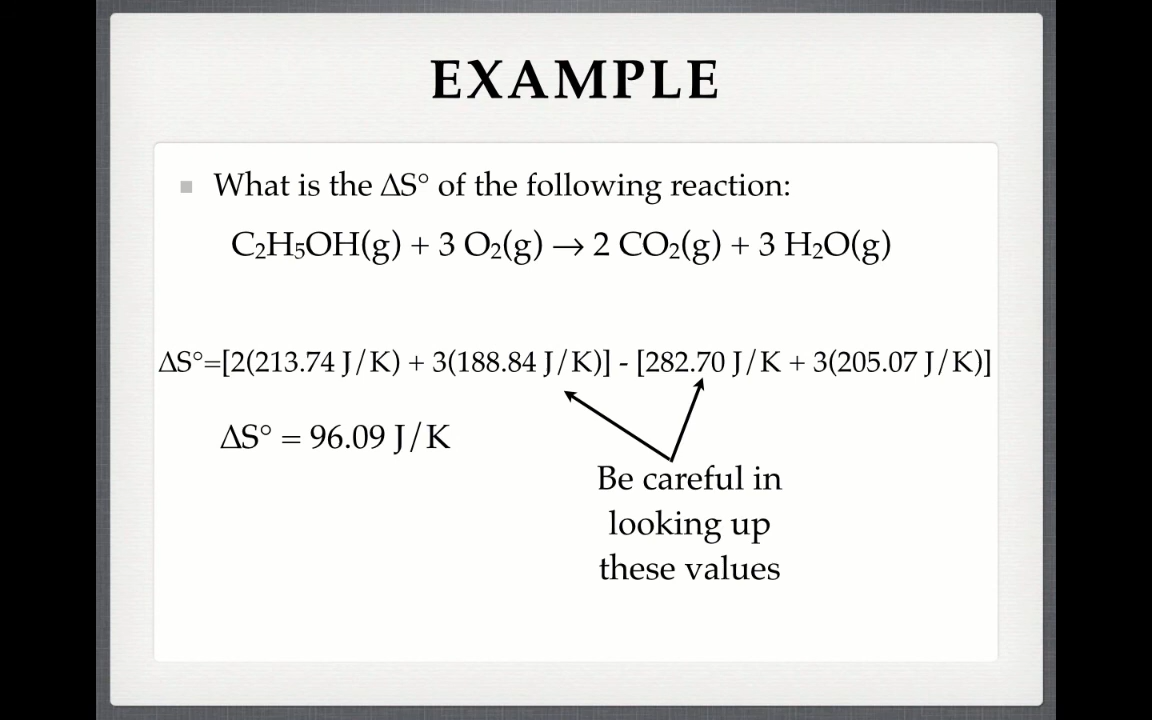 EXAMPLE
What is the ΔS° of the following reaction:
C₂H₅OH(g) + 3 O₂(g) → 2 CO₂(g) + 3 H₂O(g)
ΔS°=[2(213.74 J/K) + 3(188.84 J/K)] - [282.70 J/K + 3(205.07 J/K)]
ΔS° = 96.09 J/K
Be careful in
looking up
these values